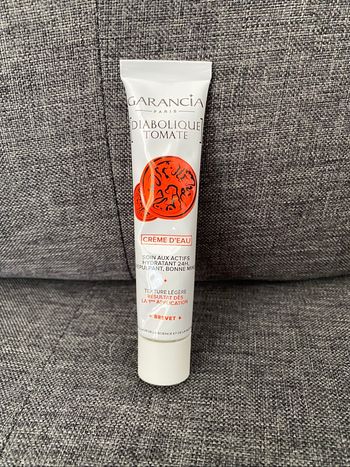 GARANCIA
PARIS
[DIABOLIQUE]
TOMATE
CRÈME D'EAU
SOIN AUX ACTIFS
HYDRATANT 24H,
REPULPANT, BONNE MINE
TEXTURE LÉGÈRE
RÉSULTAT DÈS
LA 1ÈRE APPLICATION
BREVET